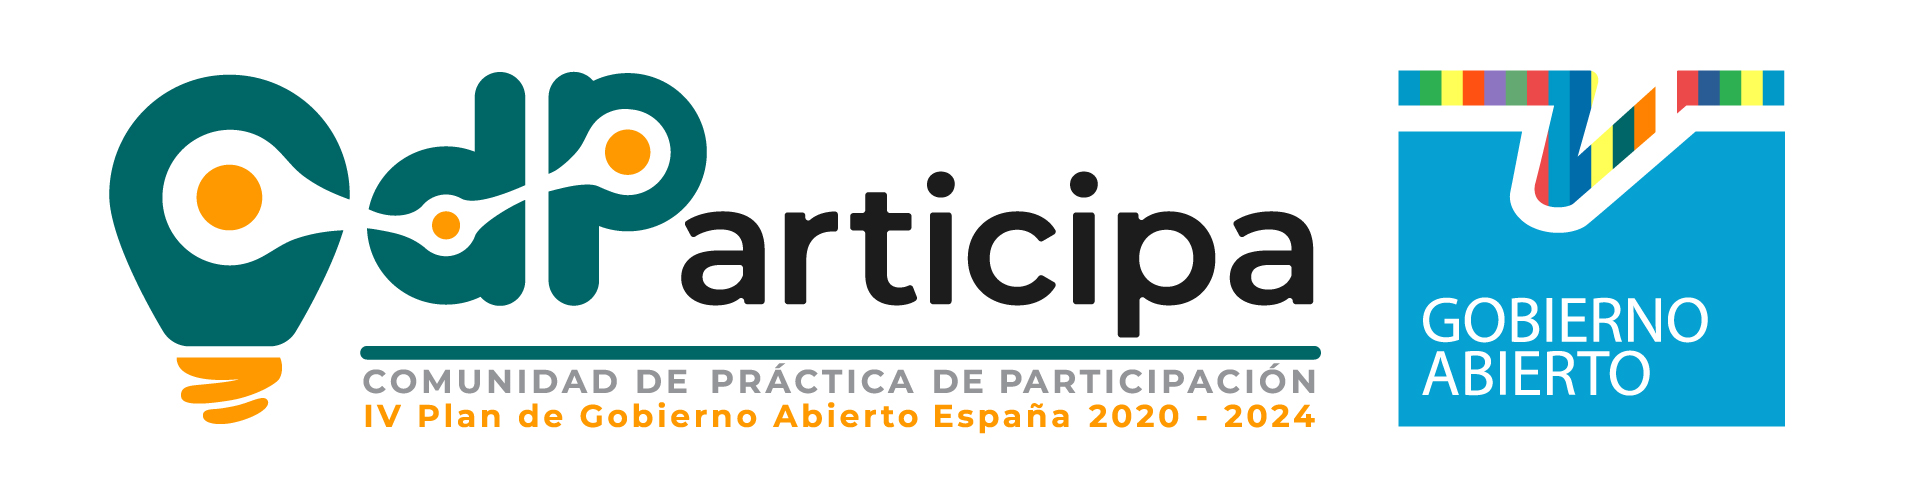 CdParticipa
COMUNIDAD DE PRÁCTICA DE PARTICIPACIÓN
IV Plan de Gobierno Abierto España 2020 - 2024
GOBIERNO
ABIERTO